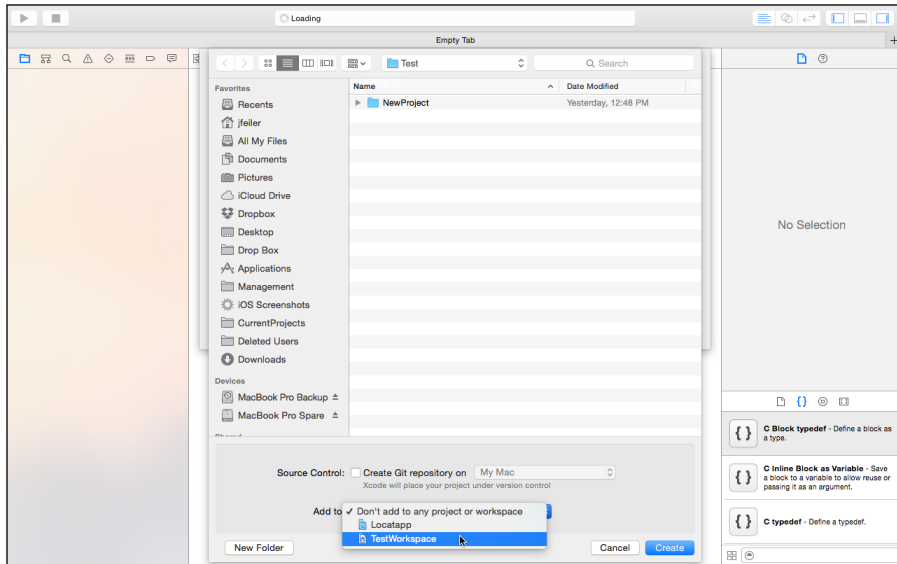 Loading
Empty Tab
Test
Search
Favorites
Recents
jfeiler
All My Files
Documents
Pictures
iCloud Drive
Dropbox
Desktop
Drop Box
Applications
Management
iOS Screenshots
CurrentProjects
Deleted Users
Downloads
Devices
MacBook Pro Backup
MacBook Pro Spare
Name
Date Modified
NewProject
Yesterday, 12:48 PM
Source Control:
Create Git repository on
My Mac
Xcode will place your project under version control
Add to
✓ Don't add to any project or workspace
Locatapp
TestWorkspace
New Folder
Cancel
Create
No Selection
{ }
{ } C Block typedef - Define a block as
a type.
{ } C Inline Block as Variable - Save
a block to a variable to allow reuse or
passing it as an argument.
{ } C typedef - Define a typedef.